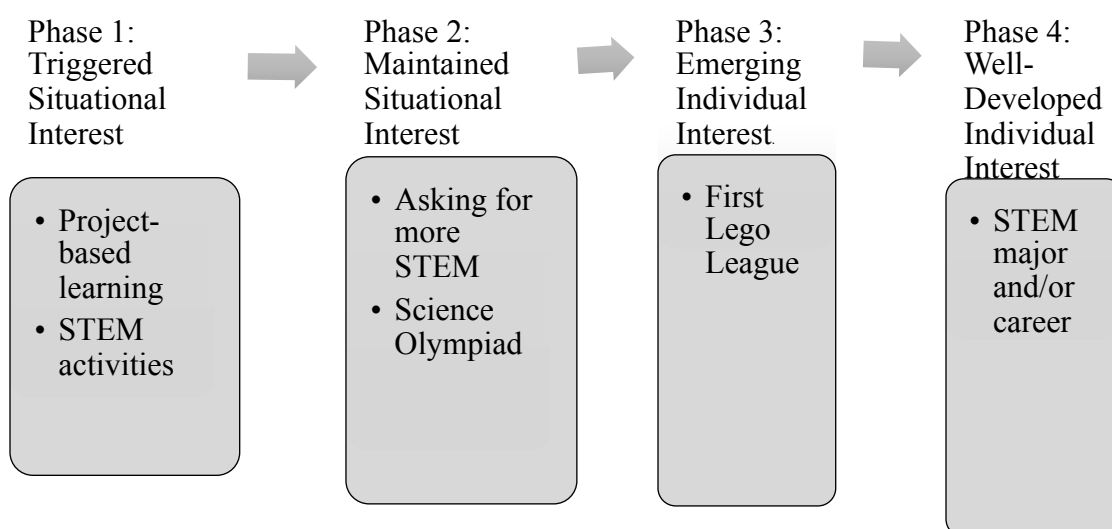 Phase 1:
Triggered
Situational
Interest
• Project-
based
learning
• STEM
activities
Phase 2:
Maintained
Situational
Interest
• Asking for
more
STEM
• Science
Olympiad
Phase 3:
Emerging
Individual
Interest.
• First
Lego
League
Phase 4:
Well-
Developed
Individual
Interest
• STEM
major
and/or
career